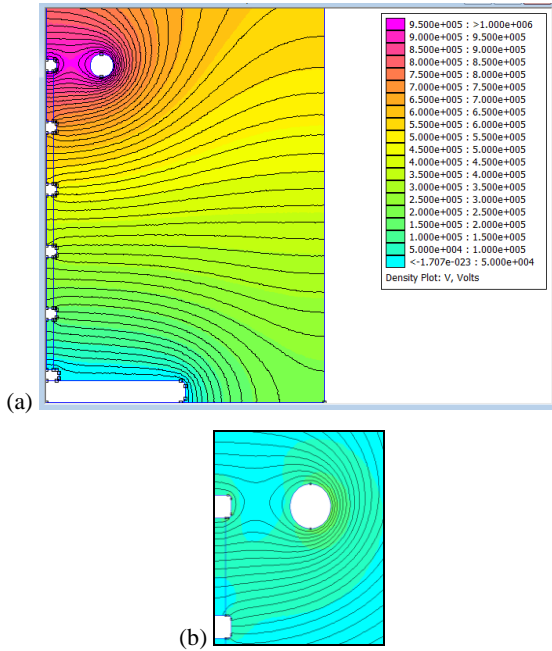 9.500e+005 : >1.000e+006
9.000e+005 : 9.500e+005
8.500e+005 : 9.000e+005
8.000e+005 : 8.500e+005
7.500e+005 : 8.000e+005
7.000e+005 : 7.500e+005
6.500e+005 : 7.000e+005
6.000e+005 : 6.500e+005
5.500e+005 : 6.000e+005
5.000e+005 : 5.500e+005
4.500e+005 : 5.000e+005
4.000e+005 : 4.500e+005
3.500e+005 : 4.000e+005
3.000e+005 : 3.500e+005
2.500e+005 : 3.000e+005
2.000e+005 : 2.500e+005
1.500e+005 : 2.000e+005
1.000e+005 : 1.500e+005
5.000e+004 : 1.000e+005
<-1.707e-023 : 5.000e+004
Density Plot: V, Volts
(a)
(b)